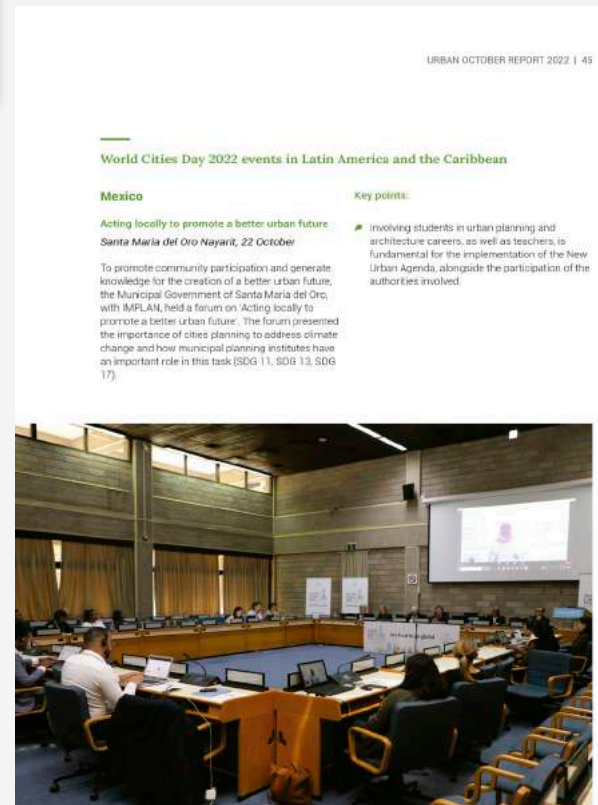 URBAN OCTOBER REPORT 2022 | 45
World Cities Day 2022 events in Latin America and the Caribbean
Mexico
Acting locally to promote a better urban future
Santa Maria del Oro Nayarit, 22 October
To promote community participation and generate
knowledge for the creation of a better urban future,
the Municipal Government of Santa Maria del Oro,
with IMPLAN, held a forum on 'Acting locally to
promote a better urban future'. The forum presented
the importance of cities planning to address climate
change and how municipal planning institutes have
an important role in this task (SDG 11, SDG 13, SDG
17).
Key points:
Involving students in urban planning and
architecture careers, as well as teachers, is
fundamental for the implementation of the New
Urban Agenda, alongside the participation of the
authorities involved.